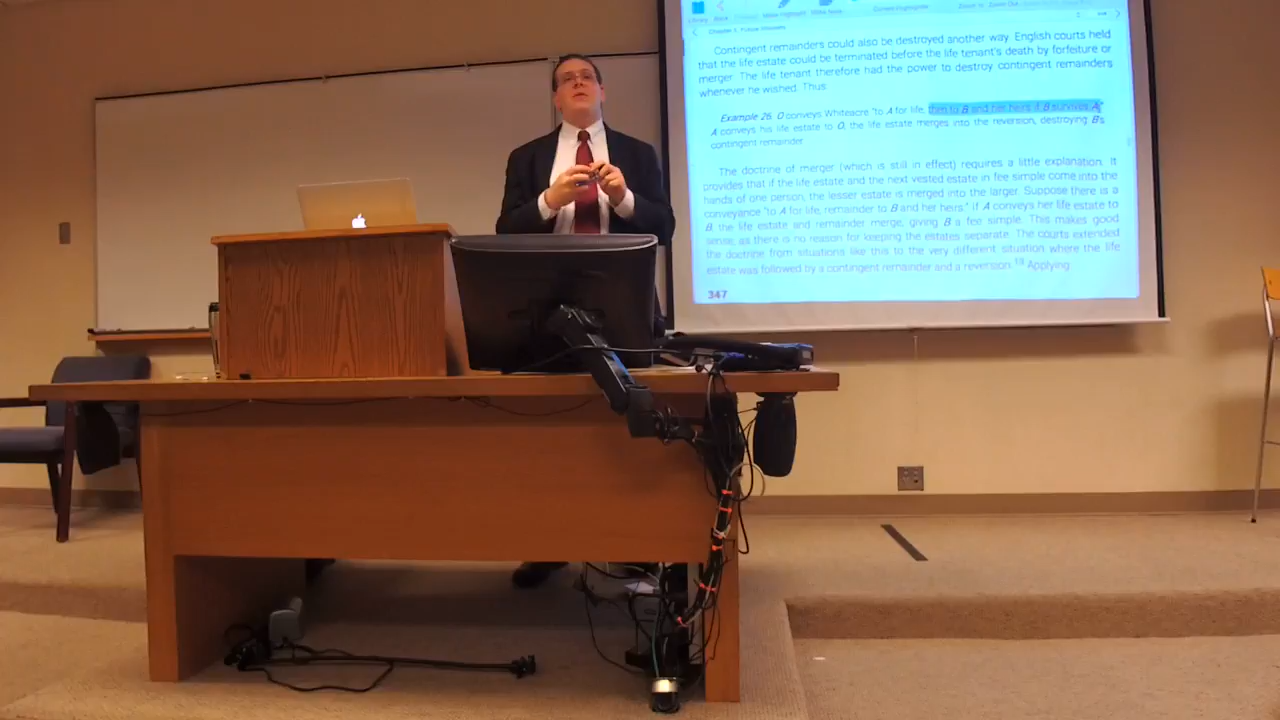 Library Back
Chapter 3. Future Interests
Contingent remainders could also be destroyed another way. English courts held
that the life estate could be terminated before the life tenant's death by forfeiture or
merger. The life tenant therefore had the power to destroy contingent remainders
whenever he wished. Thus:
Example 26. O conveys Whiteacre "to A for life, then to B and her heirs if B survives A."
A conveys his life estate to O; the life estate merges into the reversion, destroying B's
contingent remainder.
The doctrine of merger (which is still in effect) requires a little explanation. It
provides that if the life estate and the next vested estate in fee simple come into the
hands of one person, the lesser estate is merged into the larger. Suppose there is a
conveyance "to A for life, remainder to B and her heirs." If A conveys her life estate to
B, the life estate and remainder merge, giving B a fee simple. This makes good
sense, as there is no reason for keeping the estates separate. The courts extended
the doctrine from situations like this to the very different situation where the life
estate was followed by a contingent remainder and a reversion.¹⁹ Applying
347